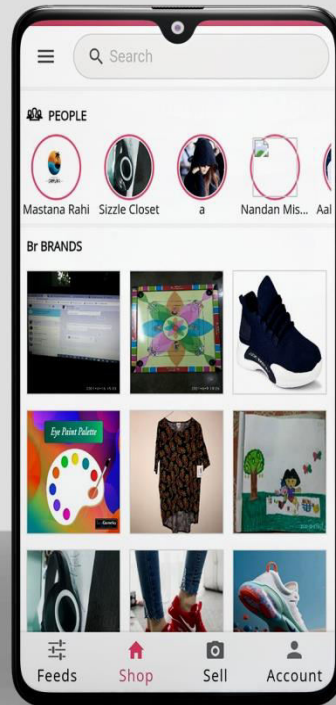 Search
PEOPLE
Mastana Rahi
Sizzle Closet
a
Nandan Mis...
Aal
Br BRANDS
Eye Paint Palette
Feeds
Shop
Sell
Account